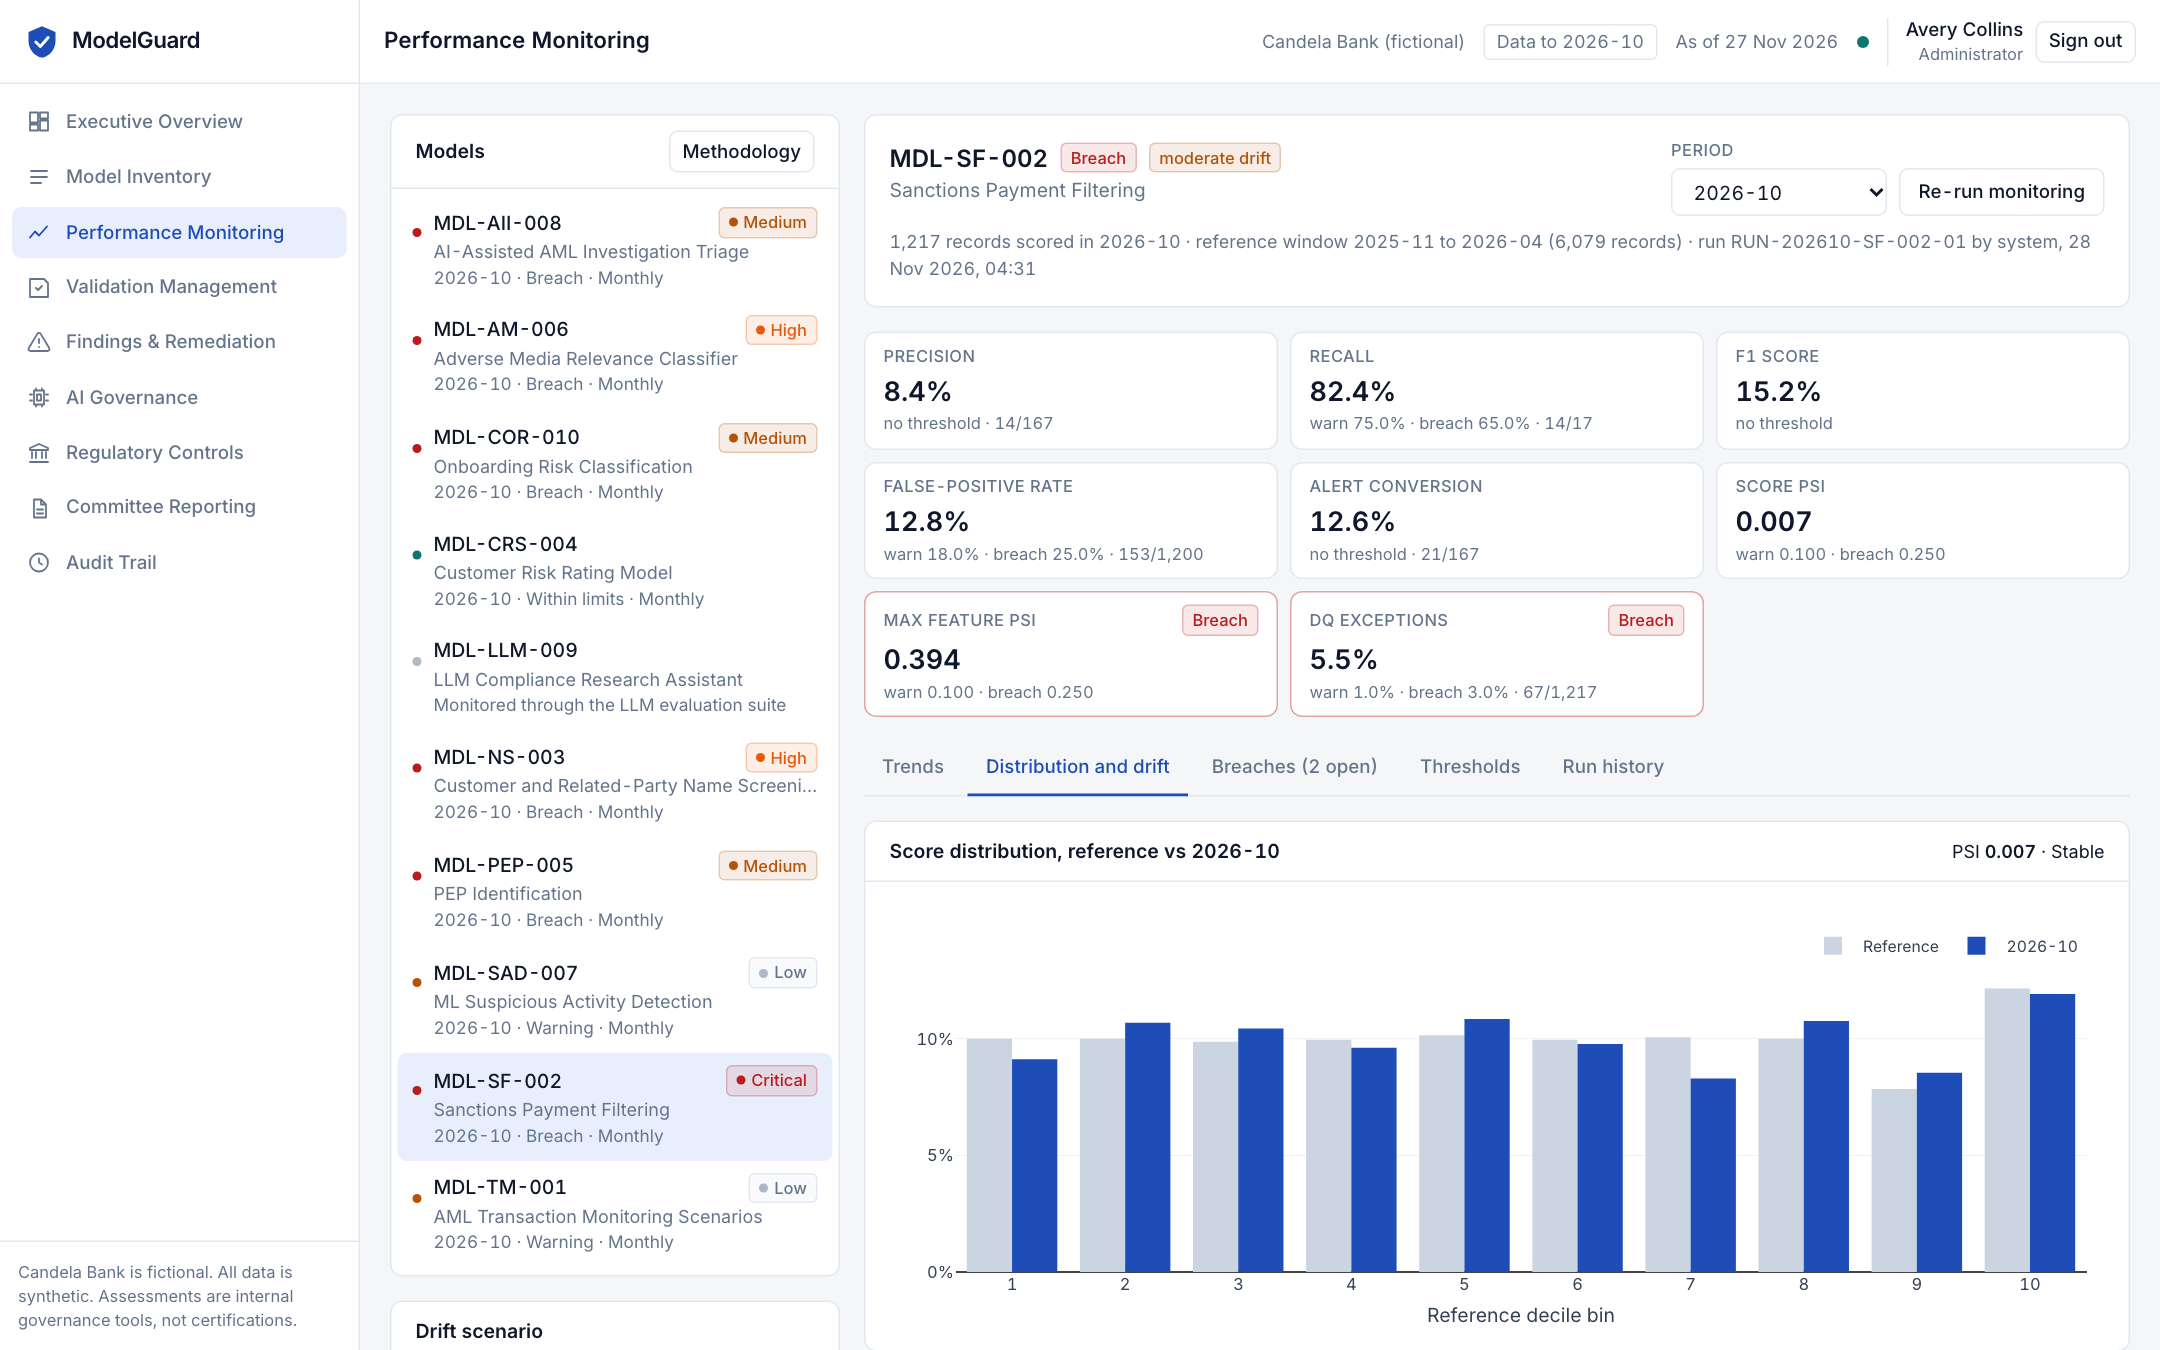 ModelGuard
Performance Monitoring
Candela Bank (fictional)
Data to 2026-10
As of 27 Nov 2026
Avery Collins
Administrator
Sign out
Executive Overview
Model Inventory
Performance Monitoring
Validation Management
Findings & Remediation
AI Governance
Regulatory Controls
Committee Reporting
Audit Trail
Candela Bank is fictional. All data is
synthetic. Assessments are internal
governance tools, not certifications.
Models
Methodology
MDL-AII-008
Medium
AI-Assisted AML Investigation Triage
2026-10 · Breach · Monthly
MDL-AM-006
High
Adverse Media Relevance Classifier
2026-10 · Breach · Monthly
MDL-COR-010
Medium
Onboarding Risk Classification
2026-10 · Breach · Monthly
MDL-CRS-004
Customer Risk Rating Model
2026-10 · Within limits · Monthly
MDL-LLM-009
LLM Compliance Research Assistant
Monitored through the LLM evaluation suite
MDL-NS-003
High
Customer and Related-Party Name Screeni...
2026-10 · Breach · Monthly
MDL-PEP-005
Medium
PEP Identification
2026-10 · Breach · Monthly
MDL-SAD-007
Low
ML Suspicious Activity Detection
2026-10 · Warning · Monthly
MDL-SF-002
Critical
Sanctions Payment Filtering
2026-10 · Breach · Monthly
MDL-TM-001
Low
AML Transaction Monitoring Scenarios
2026-10 · Warning · Monthly
Drift scenario
MDL-SF-002
Breach
moderate drift
Sanctions Payment Filtering
PERIOD
2026-10
Re-run monitoring
1,217 records scored in 2026-10 · reference window 2025-11 to 2026-04 (6,079 records) · run RUN-202610-SF-002-01 by system, 28
Nov 2026, 04:31
PRECISION
8.4%
no threshold · 14/167
RECALL
82.4%
warn 75.0% · breach 65.0% · 14/17
F1 SCORE
15.2%
no threshold
FALSE-POSITIVE RATE
12.8%
warn 18.0% · breach 25.0% · 153/1,200
ALERT CONVERSION
12.6%
no threshold · 21/167
SCORE PSI
0.007
warn 0.100 · breach 0.250
MAX FEATURE PSI
Breach
0.394
warn 0.100 · breach 0.250
DQ EXCEPTIONS
Breach
5.5%
warn 1.0% · breach 3.0% · 67/1,217
Trends
Distribution and drift
Breaches (2 open)
Thresholds
Run history
Score distribution, reference vs 2026-10
PSI 0.007 · Stable
Reference
2026-10
10%
5%
0%
1 2 3 4 5 6 7 8 9 10
Reference decile bin